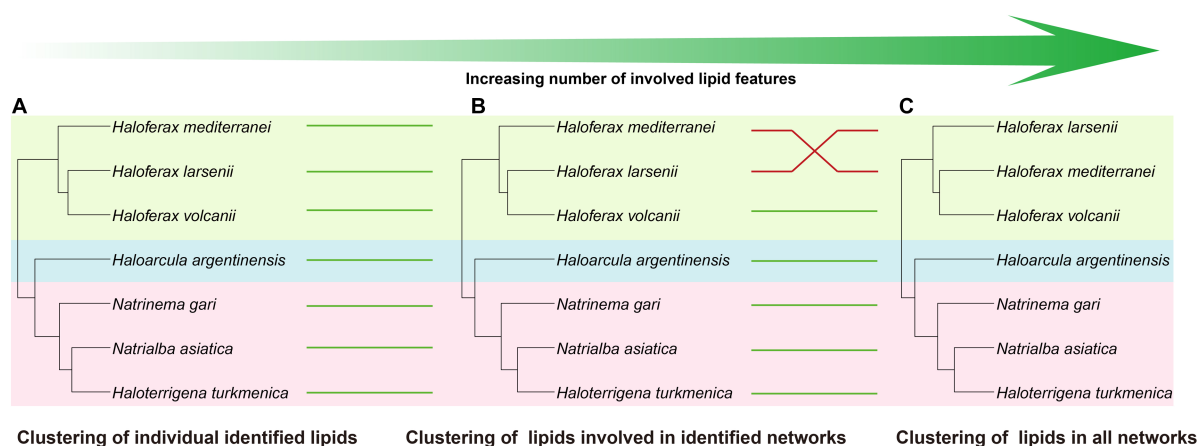 Increasing number of involved lipid features
A
Haloferax mediterranei
Haloferax larsenii
Haloferax volcanii
Haloarcula argentinensis
Natrinema gari
Natrialba asiatica
Haloterrigena turkmenica
Clustering of individual identified lipids
B
Haloferax mediterranei
Haloferax larsenii
Haloferax volcanii
Haloarcula argentinensis
Natrinema gari
Natrialba asiatica
Haloterrigena turkmenica
Clustering of lipids involved in identified networks
C
Haloferax larsenii
Haloferax mediterranei
Haloferax volcanii
Haloarcula argentinensis
Natrinema gari
Natrialba asiatica
Haloterrigena turkmenica
Clustering of lipids in all networks